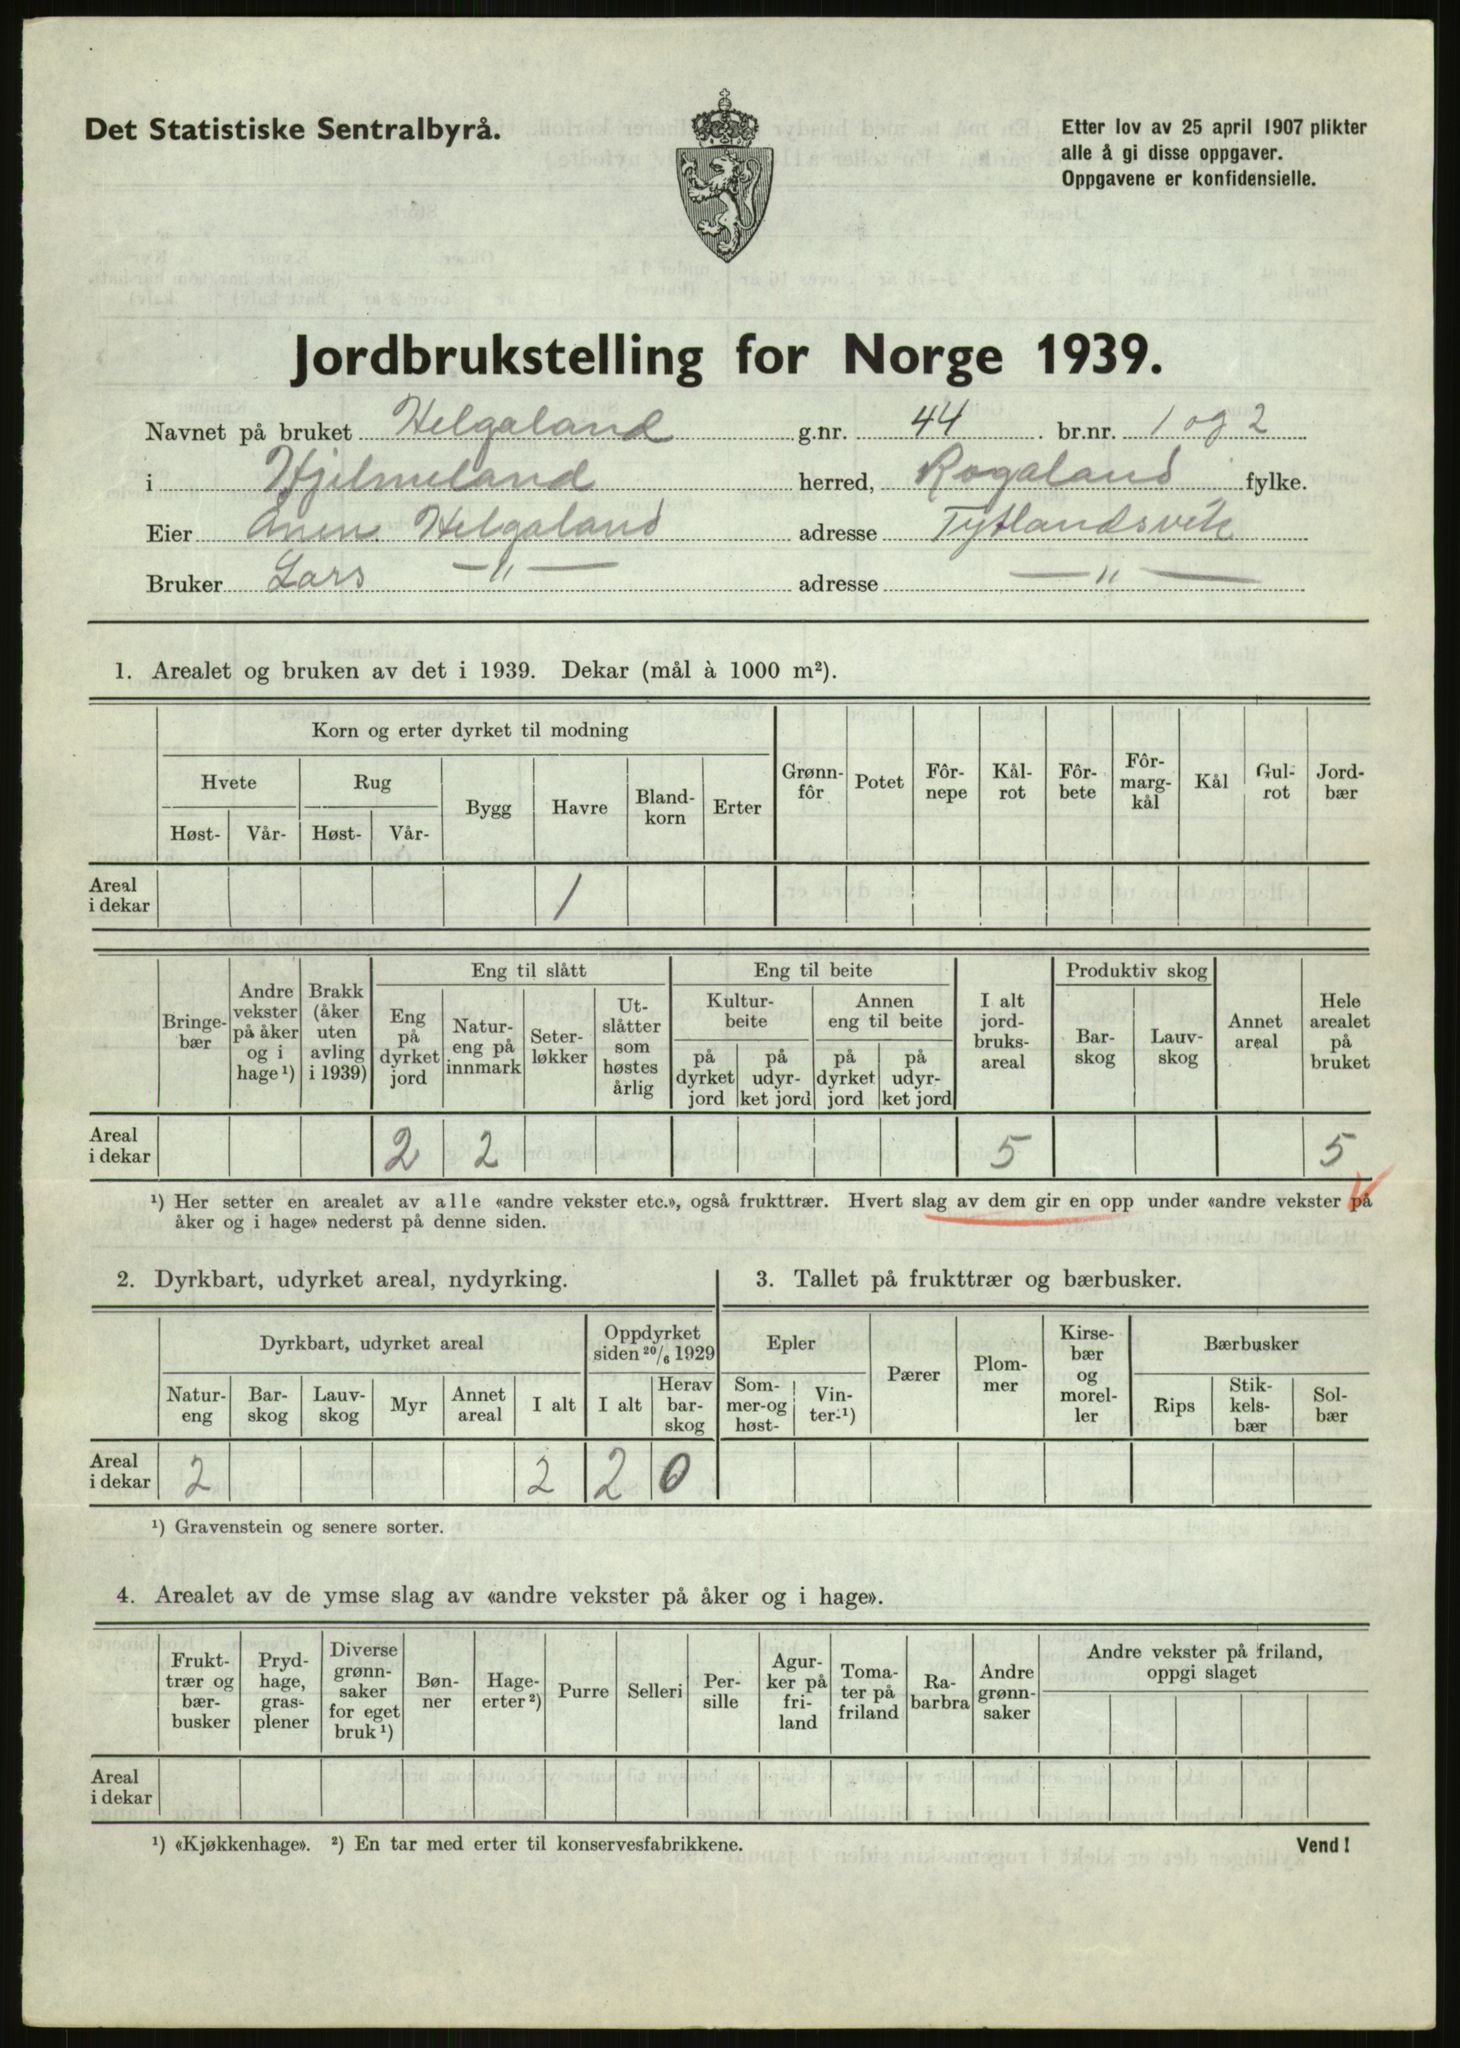 Det Statistiske Sentralbyrå.
Etter lov av 25 april 1907 plikter
alle å gi disse oppgaver.
Oppgavene er konfidensielle.
Jordbrukstelling for Norge 1939.
Navnet på bruket Helgaland g.nr. 44 br.nr. 1 og 2
i Hjelmeland herred, Rogaland fylke.
Eier Helgaland adresse Tytlandsvik
Bruker Lars —"— adresse —"—
1. Arealet og bruken av det i 1939. Dekar (mål à 1000 m²).
Korn og erter dyrket til modning
Hvete Rug Bygg Havre Bland-korn Erter Grønn-fôr Potet Fôr-nepe Kål-rot Fôr-bete Fôr-marg-kål Kål Gul-rot Jord-bær
Høst- Vår- Høst- Vår-
Areal i dekar 1
Bringe-bær Andre vekster på åker og i hage¹) Brakk (åker uten avling i 1939) Eng til slått Eng til beite I alt jord-bruks-areal Produktiv skog Annet areal Hele arealet på bruket
Eng på dyrket jord Natur-eng på innmark Seter-løkker Ut-slåtter som høstes årlig Kultur-beite Annen eng til beite Bar-skog Lauv-skog
på dyrket jord på udyr-ket jord på dyrket jord på udyr-ket jord
Areal i dekar 2 2 5 5
¹) Her setter en arealet av alle «andre vekster etc.», også frukttrær. Hvert slag av dem gir en opp under «andre vekster på
åker og i hage» nederst på denne siden.
2. Dyrkbart, udyrket areal, nydyrking.
Dyrkbart, udyrket areal Oppdyrket siden 20/6 1929
Natur-eng Bar-skog Lauv-skog Myr Annet areal I alt I alt Herav bar-skog
Areal i dekar 2 2 2 0
¹) Gravenstein og senere sorter.
3. Tallet på frukttrær og bærbusker.
Epler Pærer Plom-mer Kirse-bær og morel-ler Bærbusker
Som-mer-og høst- Vin-ter-¹) Rips Stik-kels-bær Sol-bær
4. Arealet av de ymse slag av «andre vekster på åker og i hage».
Frukt-trær og bær-busker Pryd-hage, gras-plener Diverse grønn-saker for eget bruk¹) Bøn-ner Hage-erter²) Purre Selleri Per-sille Agur-ker på fri-land Toma-ter på friland Ra-barbra Andre grønn-saker Andre vekster på friland, oppgi slaget
Areal i dekar
¹) «Kjøkkenhage». ²) En tar med erter til konservesfabrikkene.
Vend!